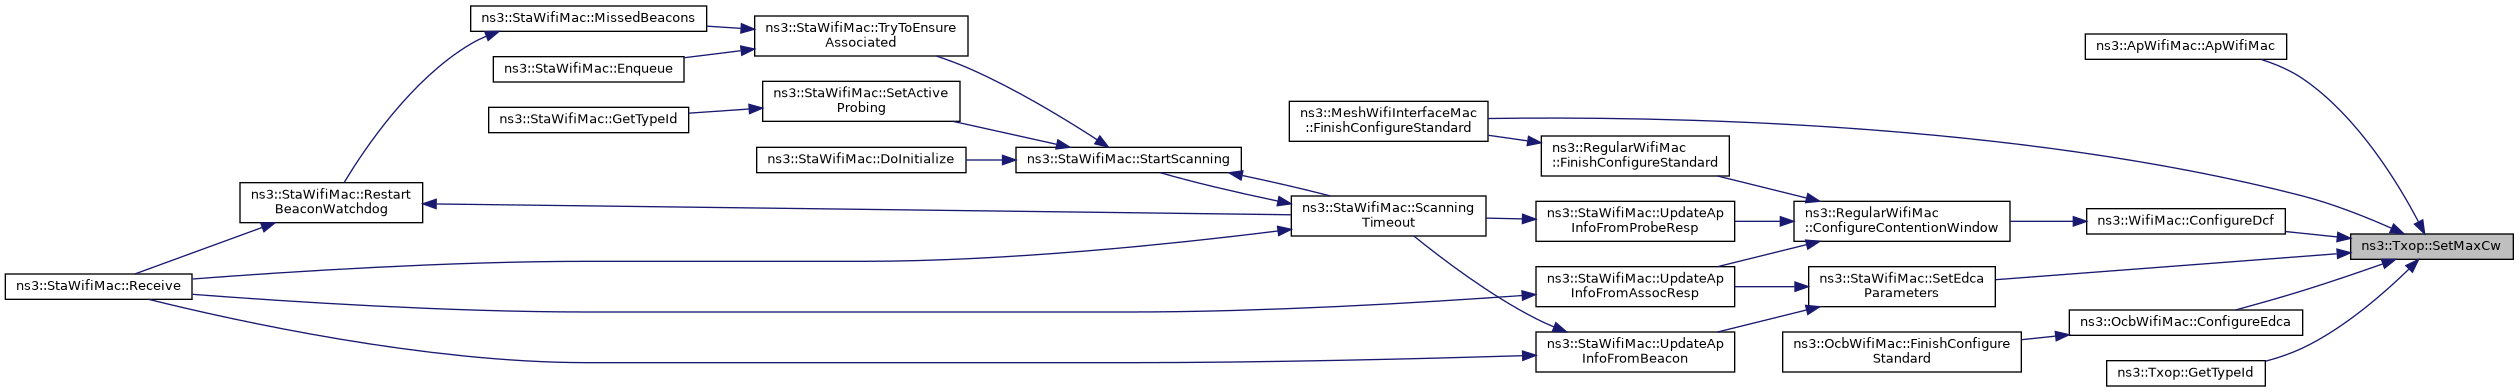 ns3::StaWifiMac::MissedBeacons
ns3::StaWifiMac::TryToEnsure
Associated
ns3::StaWifiMac::Enqueue
ns3::StaWifiMac::SetActive
Probing
ns3::StaWifiMac::GetTypeId
ns3::StaWifiMac::DoInitialize
ns3::StaWifiMac::StartScanning
ns3::StaWifiMac::Restart
BeaconWatchdog
ns3::StaWifiMac::Scanning
Timeout
ns3::StaWifiMac::Receive
ns3::MeshWifiInterfaceMac
::FinishConfigureStandard
ns3::RegularWifiMac
::FinishConfigureStandard
ns3::StaWifiMac::UpdateAp
InfoFromProbeResp
ns3::RegularWifiMac
::ConfigureContentionWindow
ns3::StaWifiMac::UpdateAp
InfoFromAssocResp
ns3::StaWifiMac::SetEdca
Parameters
ns3::StaWifiMac::UpdateAp
InfoFromBeacon
ns3::ApWifiMac::ApWifiMac
ns3::WifiMac::ConfigureDcf
ns3::Txop::SetMaxCw
ns3::OcbWifiMac::ConfigureEdca
ns3::OcbWifiMac::FinishConfigure
Standard
ns3::Txop::GetTypeId